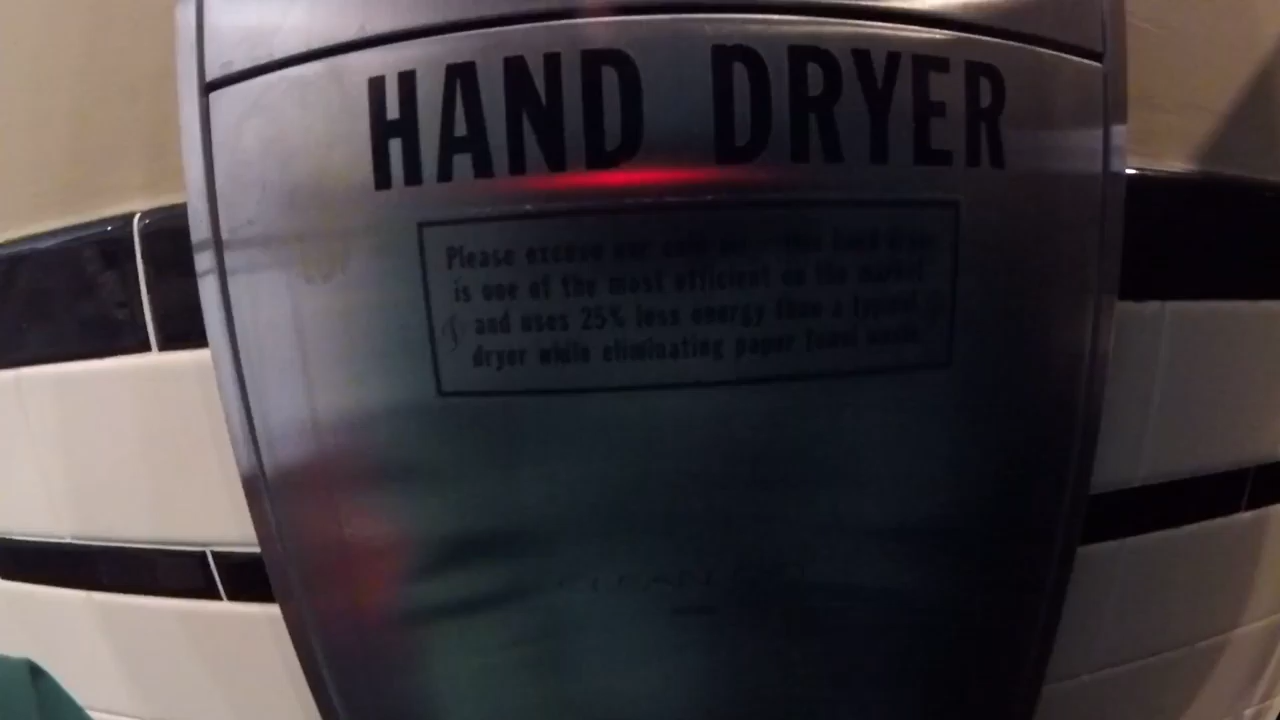 HAND DRYER
Please excuse our
is one of the most efficient on the market
and uses 25% less energy than a typical
dryer while eliminating paper towel waste.
CLEAN